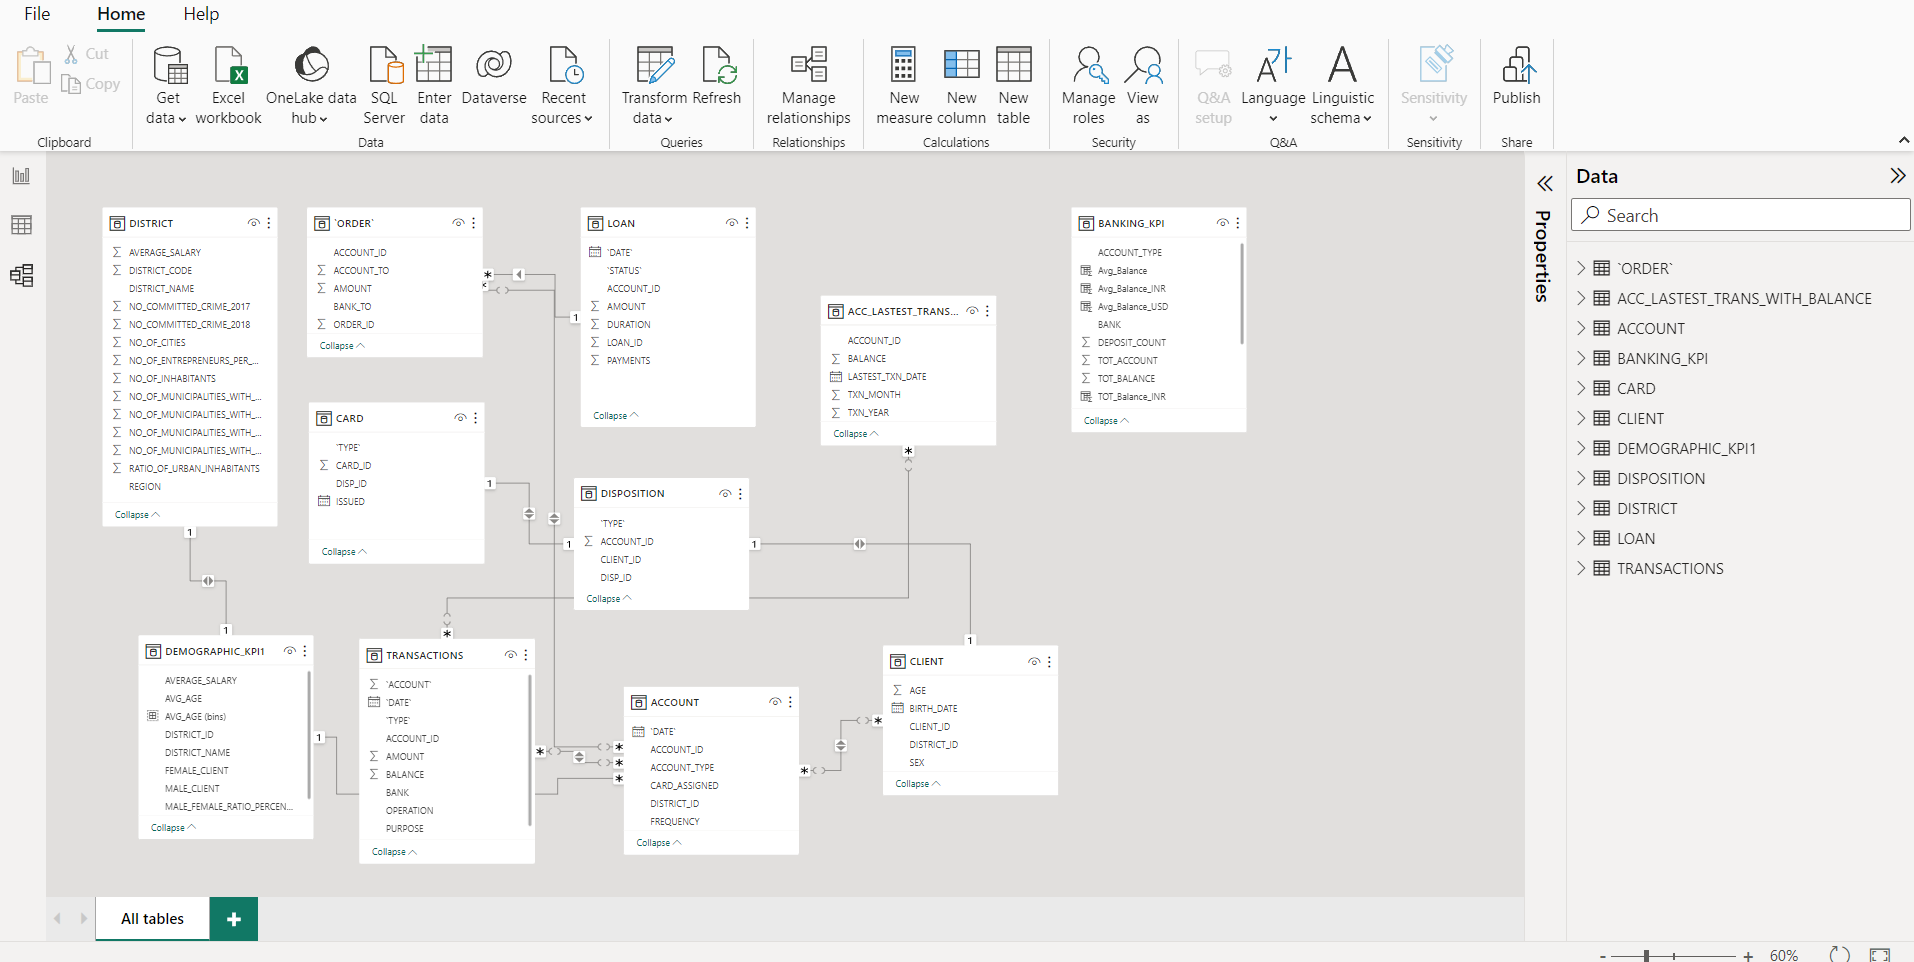 File Home Help
Paste
Cut
Copy
Clipboard
Get data
Excel workbook
OneLake data hub
SQL Server
Enter data
Dataverse
Recent sources
Data
Transform data
Refresh
Queries
Manage relationships
Relationships
New measure
New column
New table
Calculations
Manage roles
View as
Security
Q&A setup
Language
Linguistic schema
Q&A
Sensitivity
Sensitivity
Publish
Share
DISTRICT
AVERAGE_SALARY
DISTRICT_CODE
DISTRICT_NAME
NO_COMMITTED_CRIME_2017
NO_COMMITTED_CRIME_2018
NO_OF_CITIES
NO_OF_ENTREPRENEURS_PER_...
NO_OF_INHABITANTS
NO_OF_MUNICIPALITIES_WITH_...
NO_OF_MUNICIPALITIES_WITH_...
NO_OF_MUNICIPALITIES_WITH_...
NO_OF_MUNICIPALITIES_WITH_...
RATIO_OF_URBAN_INHABITANTS
REGION
Collapse
`ORDER`
ACCOUNT_ID
ACCOUNT_TO
AMOUNT
BANK_TO
ORDER_ID
Collapse
LOAN
`DATE`
`STATUS`
ACCOUNT_ID
AMOUNT
DURATION
LOAN_ID
PAYMENTS
Collapse
ACC_LASTEST_TRANS...
ACCOUNT_ID
BALANCE
LASTEST_TXN_DATE
TXN_MONTH
TXN_YEAR
Collapse
BANKING_KPI
ACCOUNT_TYPE
Avg_Balance
Avg_Balance_INR
Avg_Balance_USD
BANK
DEPOSIT_COUNT
TOT_ACCOUNT
TOT_BALANCE
TOT_Balance_INR
Collapse
CARD
`TYPE`
CARD_ID
DISP_ID
ISSUED
Collapse
DISPOSITION
`TYPE`
ACCOUNT_ID
CLIENT_ID
DISP_ID
Collapse
DEMOGRAPHIC_KPI1
AVERAGE_SALARY
AVG_AGE
AVG_AGE (bins)
DISTRICT_ID
DISTRICT_NAME
FEMALE_CLIENT
MALE_CLIENT
MALE_FEMALE_RATIO_PERCEN...
Collapse
TRANSACTIONS
`ACCOUNT`
`DATE`
`TYPE`
ACCOUNT_ID
AMOUNT
BALANCE
BANK
OPERATION
PURPOSE
Collapse
ACCOUNT
`DATE`
ACCOUNT_ID
ACCOUNT_TYPE
CARD_ASSIGNED
DISTRICT_ID
FREQUENCY
Collapse
CLIENT
AGE
BIRTH_DATE
CLIENT_ID
DISTRICT_ID
SEX
Collapse
1
1
1
1
1
1
1
1
Properties
Data
Search
`ORDER`
ACC_LASTEST_TRANS_WITH_BALANCE
ACCOUNT
BANKING_KPI
CARD
CLIENT
DEMOGRAPHIC_KPI1
DISPOSITION
DISTRICT
LOAN
TRANSACTIONS
All tables
- + 60%